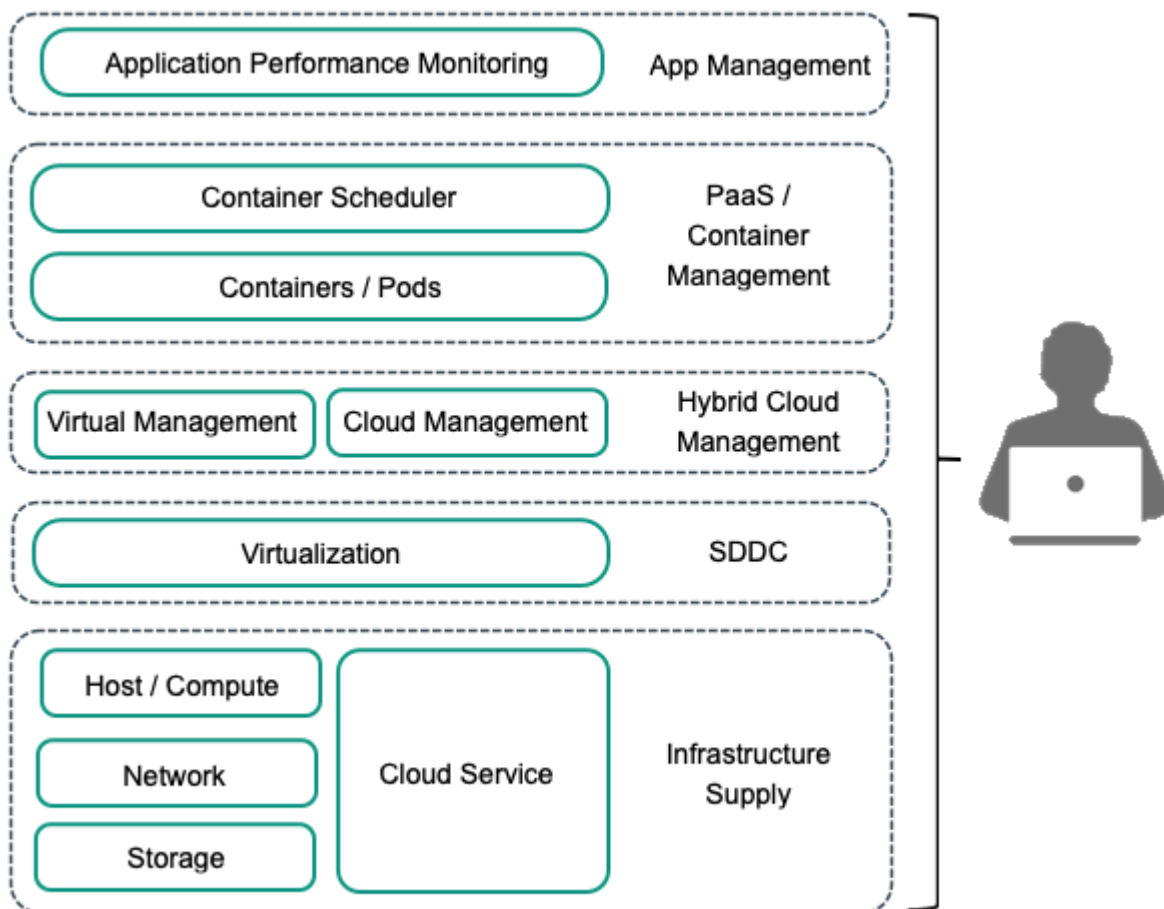 Application Performance Monitoring
App Management
Container Scheduler
Containers / Pods
PaaS /
Container
Management
Virtual Management
Cloud Management
Hybrid Cloud
Management
Virtualization
SDDC
Host / Compute
Network
Storage
Cloud Service
Infrastructure
Supply